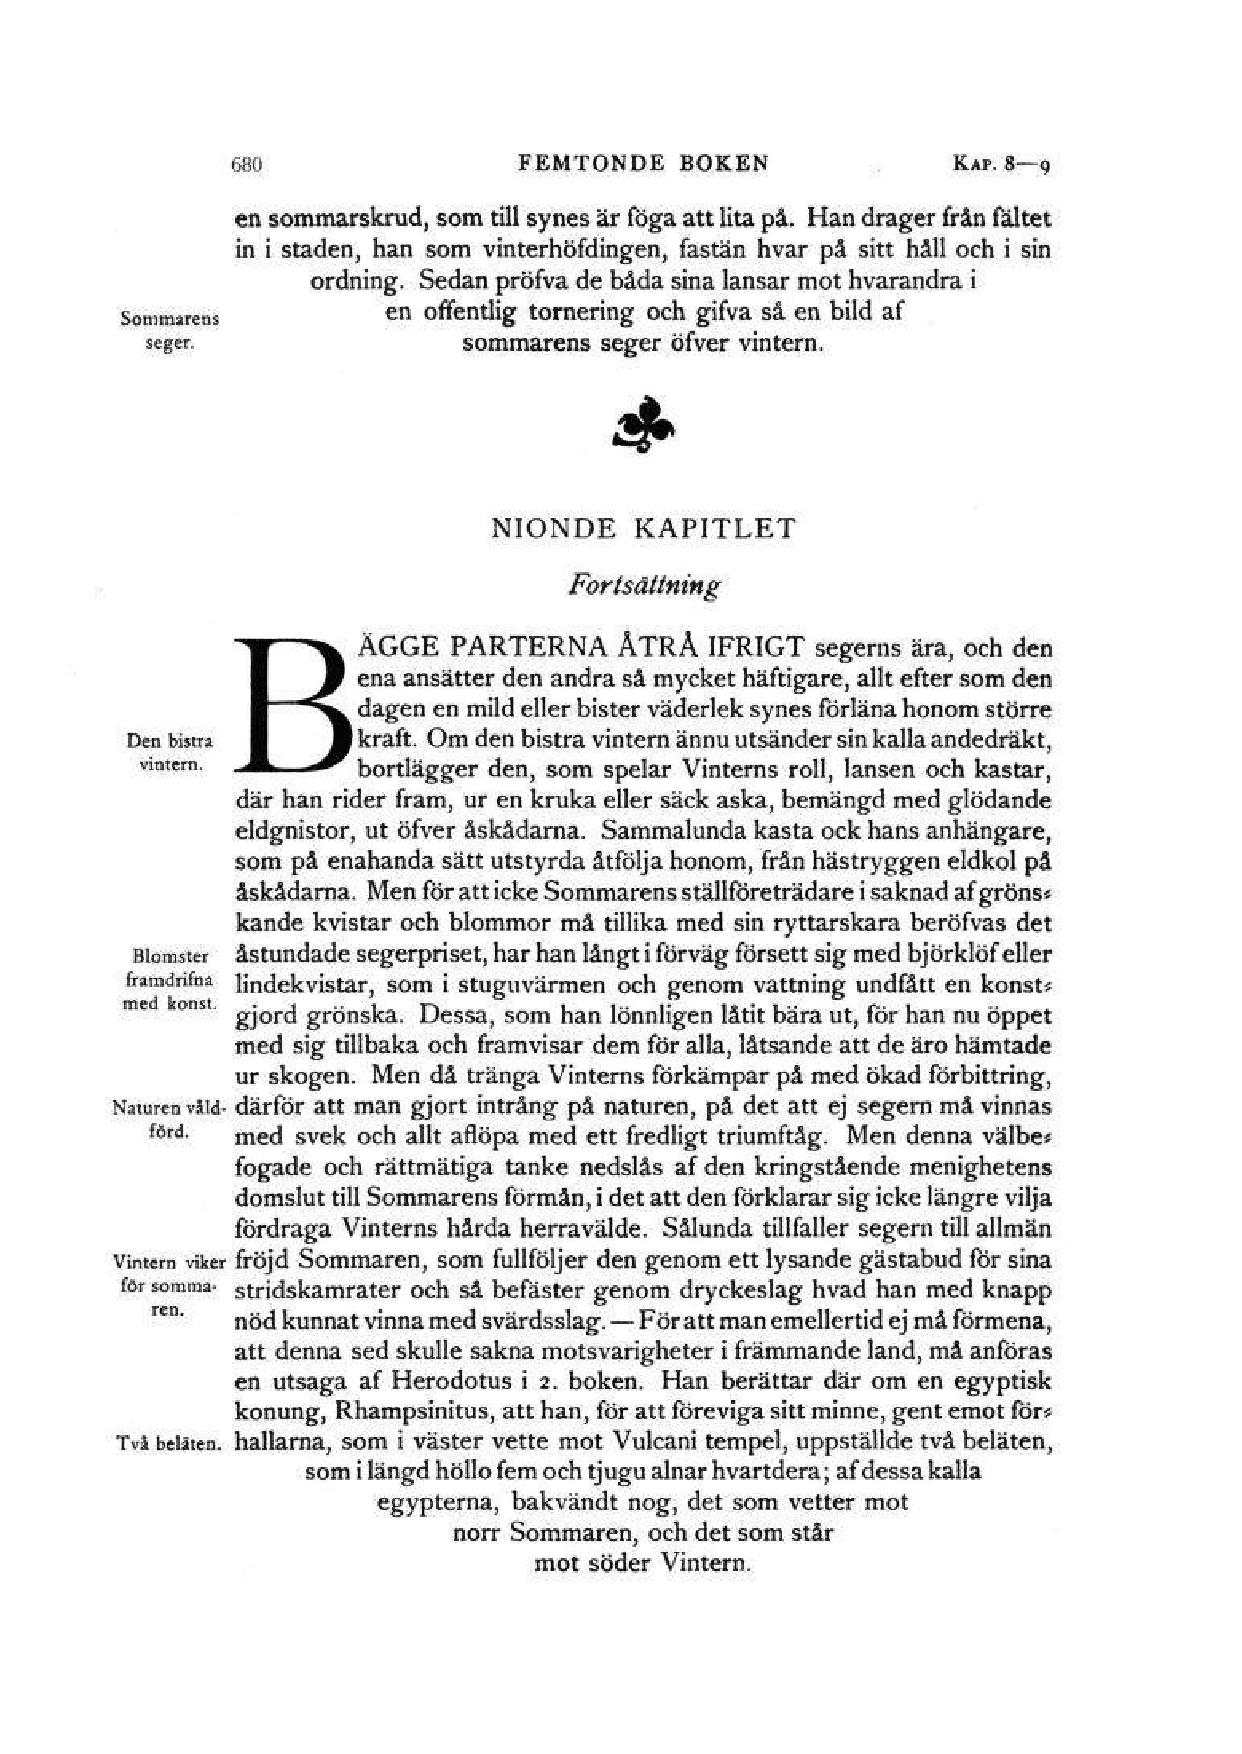 680 FEMTONDE BOKEN KAP. 8—9
en sommarskrud, som till synes är föga att lita på. Han drager från fältet
in i staden, han som vinterhöfdingen, fastän hvar på sitt håll och i sin
ordning. Sedan pröfva de båda sina lansar mot hvarandra i
Sommarens
en offentlig tornering och gifva så en bild af
seger.
sommarens seger öfver vintern.
NIONDE KAPITLET
Fortsättning
BÄGGE PARTERNA ÅTRÅ IFRIGT segerns ära, och den
ena ansätter den andra så mycket häftigare, allt efter som den
dagen en mild eller bister väderlek synes förläna honom större
Den bistra
kraft. Om den bistra vintern ännu utsänder sin kalla andedräkt,
vintern.
bortlägger den, som spelar Vinterns roll, lansen och kastar,
där han rider fram, ur en kruka eller säck aska, bemängd med glödande
eldgnistor, ut öfver åskådarna. Sammalunda kasta ock hans anhängare,
som på enahanda sätt utstyrda åtfölja honom, från hästryggen eldkol på
åskådarna. Men för att icke Sommarens ställföreträdare i saknad af gröns-
kande kvistar och blommor må tillika med sin ryttarskara beröfvas det
Blomster
åstundade segerpriset, har han långt i förväg försett sig med björklöf eller
framdrifna
lindekvistar, som i stuguvärmen och genom vattning undfått en konst-
med konst.
gjord grönska. Dessa, som han lönnligen låtit bära ut, för han nu öppet
med sig tillbaka och framvisar dem för alla, låtsande att de äro hämtade
ur skogen. Men då tränga Vinterns förkämpar på med ökad förbittring,
Naturen våld-
därför att man gjort intrång på naturen, på det att ej segern må vinnas
förd.
med svek och allt aflöpa med ett fredligt triumftåg. Men denna välbe-
fogade och rättmätiga tanke nedslås af den kringstående menighetens
domslut till Sommarens förmån, i det att den förklarar sig icke längre vilja
fördraga Vinterns hårda herravälde. Sålunda tillfaller segern till allmän
Vintern viker
fröjd Sommaren, som fullföljer den genom ett lysande gästabud för sina
för somma-
stridskamrater och så befäster genom dryckeslag hvad han med knapp
ren.
nöd kunnat vinna med svärdsslag. — För att man emellertid ej må förmena,
att denna sed skulle sakna motsvarigheter i främmande land, må anföras
en utsaga af Herodotus i 2. boken. Han berättar där om en egyptisk
konung, Rhampsinitus, att han, för att föreviga sitt minne, gent emot för-
Två beläten.
hallarna, som i väster vette mot Vulcani tempel, uppställde två beläten,
som i längd höllo fem och tjugu alnar hvartdera; af dessa kalla
egypterna, bakvändt nog, det som vetter mot
norr Sommaren, och det som står
mot söder Vintern.